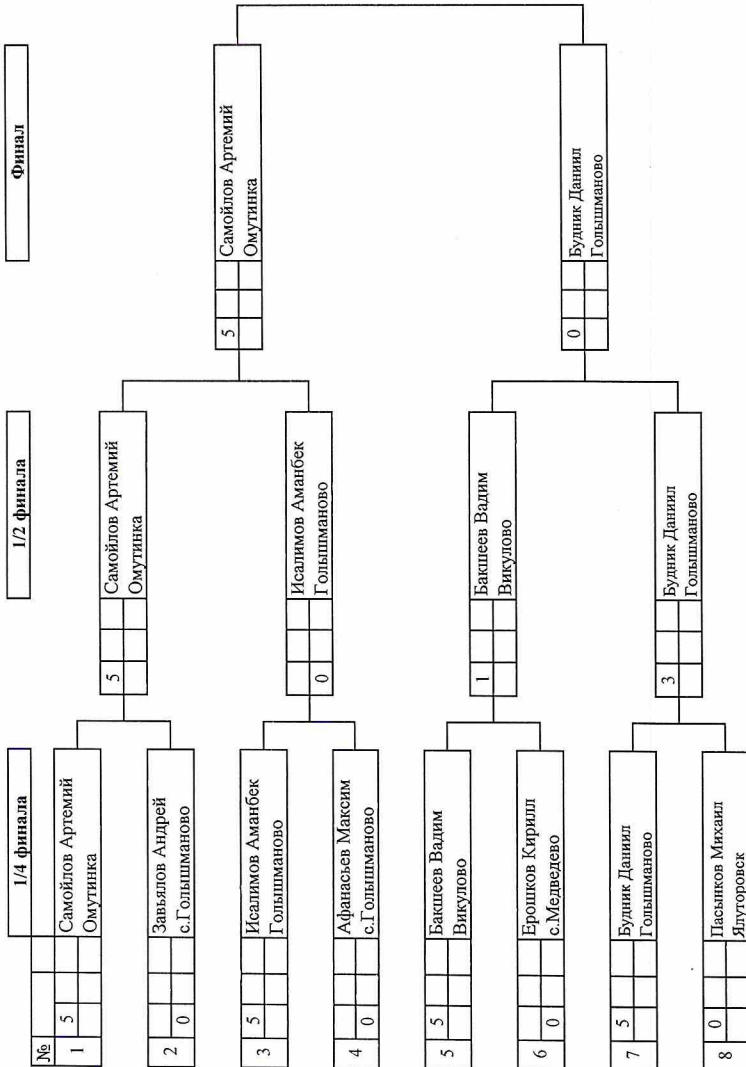 №
1/4 финала
1/2 финала
Финал
1
5
Самойлов Артемий
Омутинка
2
0
Завьялов Андрей
с.Голышманово
3
5
Исалимов Аманбек
Голышманово
4
0
Афанасьев Максим
с.Голышманово
5
5
Бакшеев Вадим
Викулово
6
0
Ерошков Кирилл
с.Медведево
7
5
Будник Даниил
Голышманово
8
0
Пасынков Михаил
Ялуторовск
5
Самойлов Артемий
Омутинка
0
Исалимов Аманбек
Голышманово
1
Бакшеев Вадим
Викулово
3
Будник Даниил
Голышманово
5
Самойлов Артемий
Омутинка
0
Будник Даниил
Голышманово